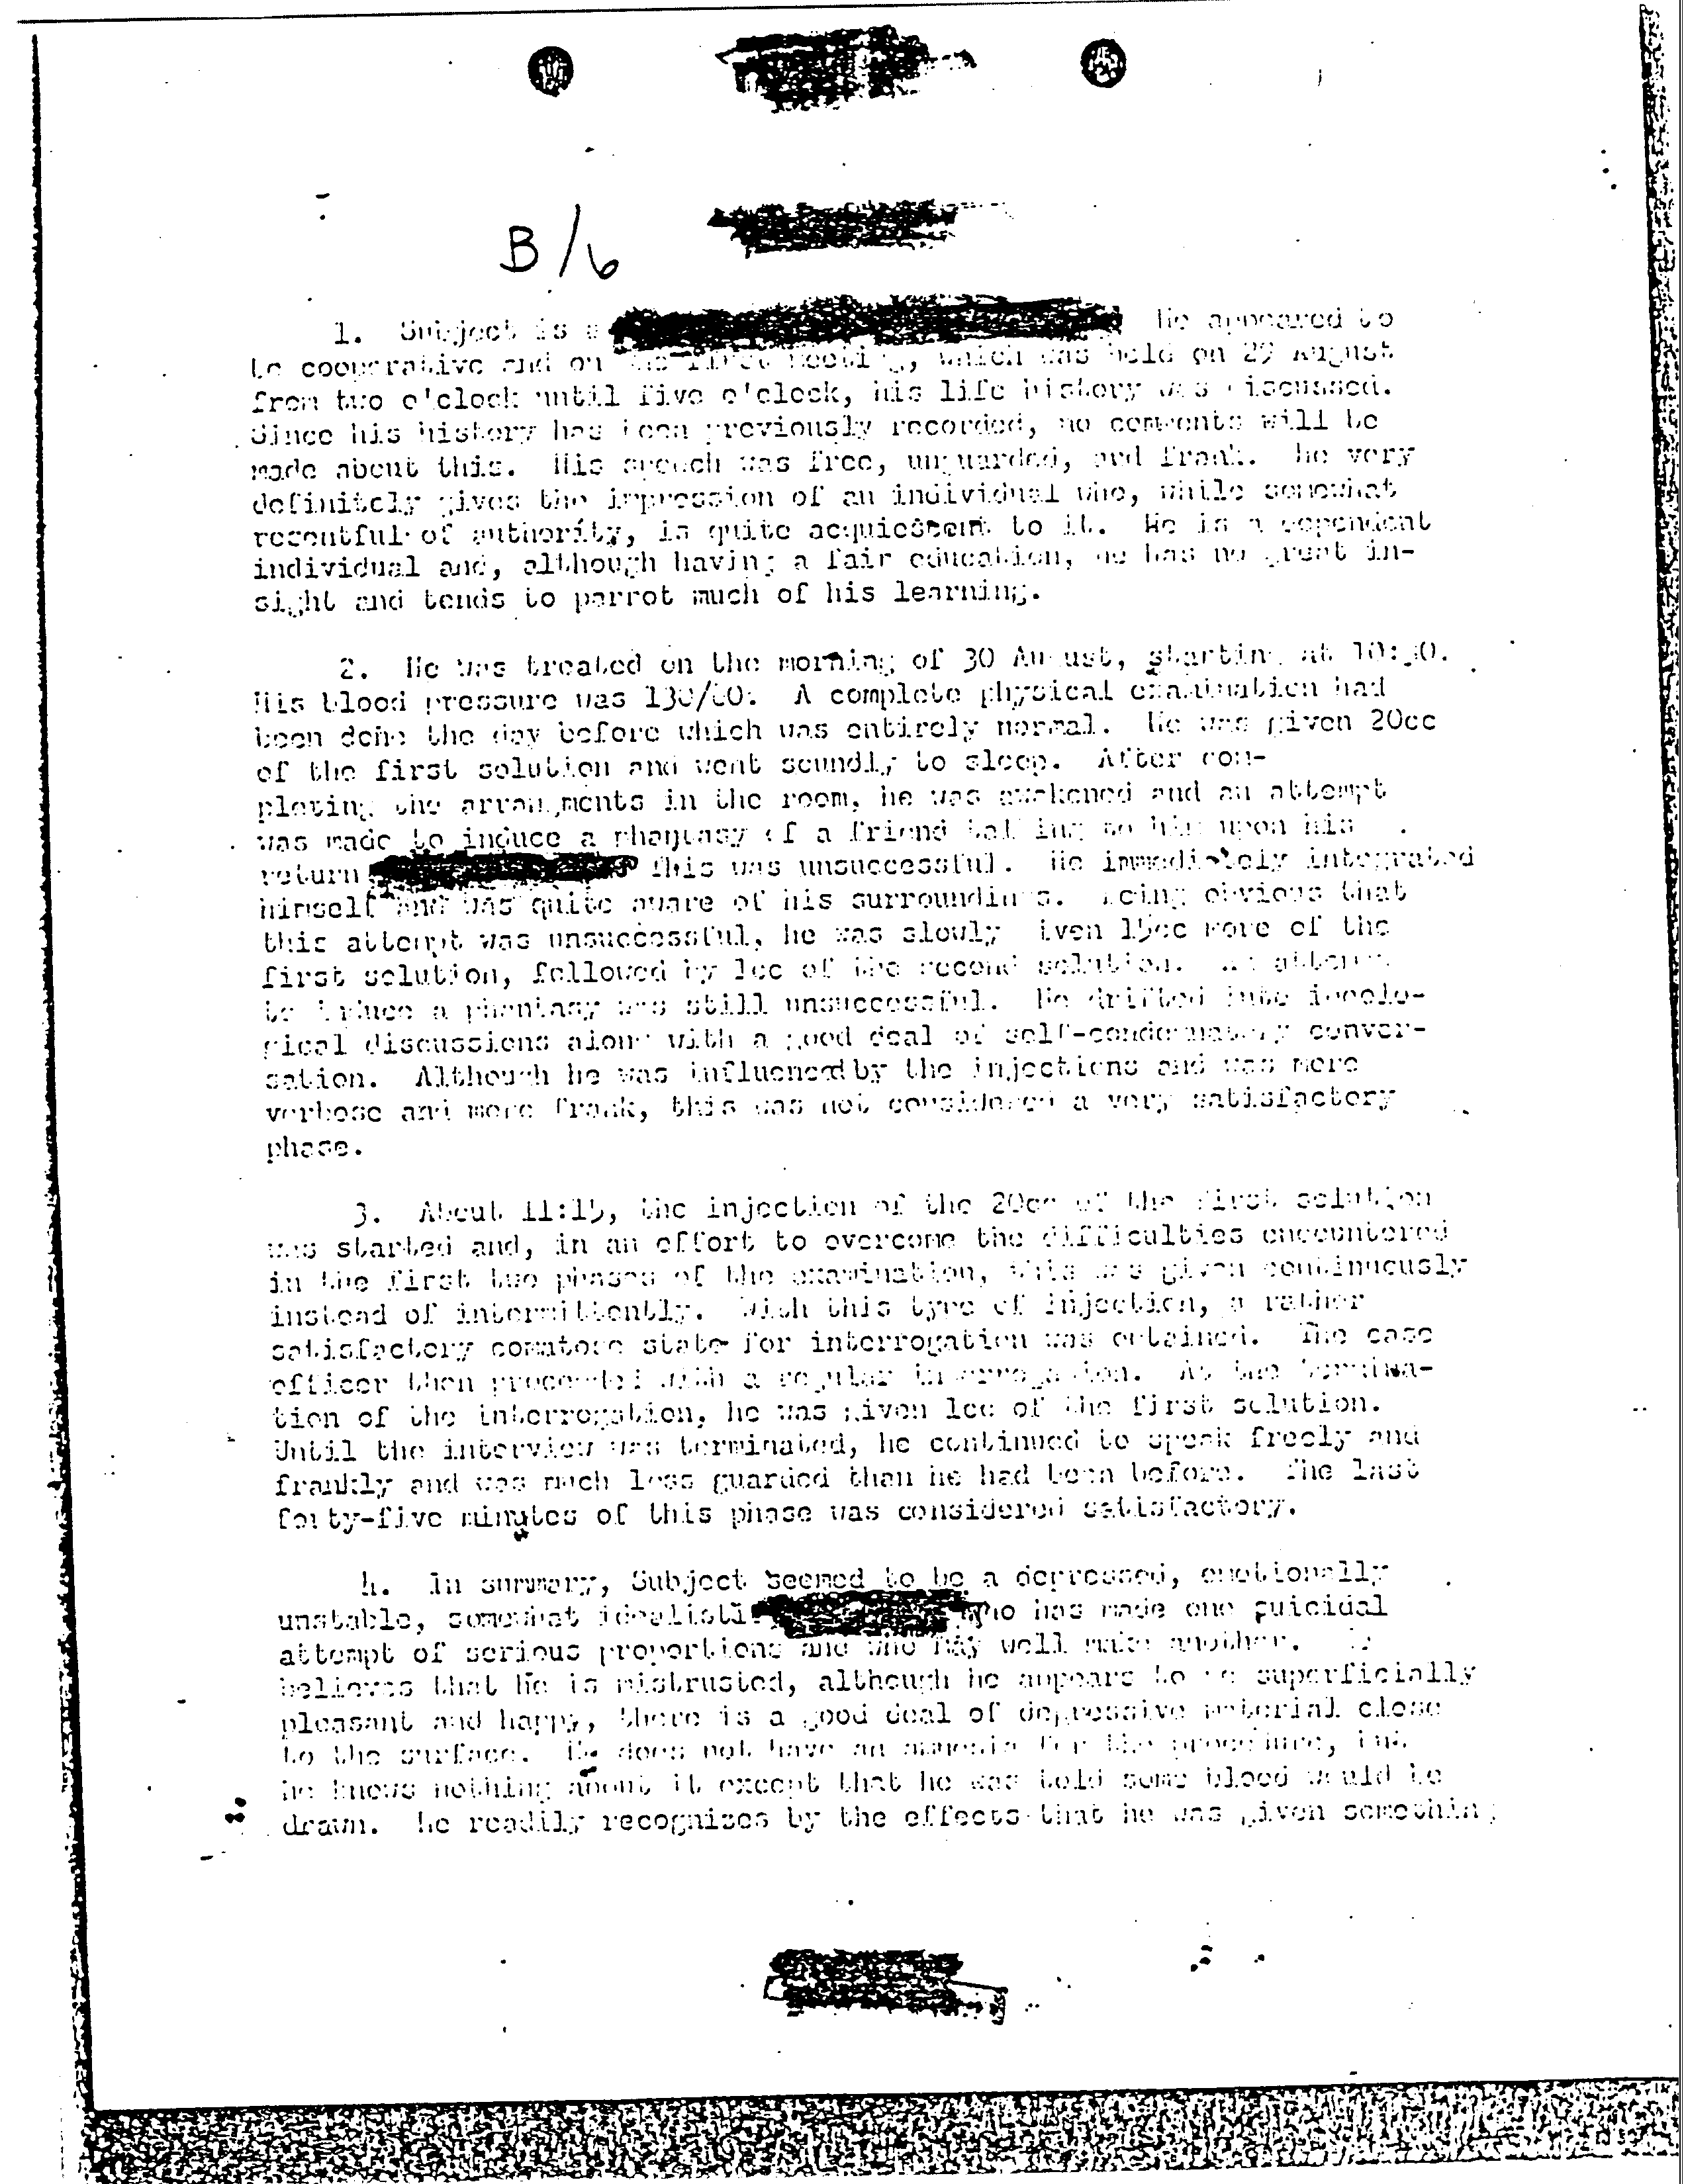 B/6
1. Subject is a He appeared to
be cooperative and on the first meeting, which was held on 29 August
from two o'clock until five o'clock, his life history was discussed.
Since his history has been previously recorded, no comments will be
made about this. His speech was free, unguarded, and frank. He very
definitely gives the impression of an individual who, while somewhat
resentful of authority, is quite acquiescent to it. He is a dependent
individual and, although having a fair education, he has no great in-
sight and tends to parrot much of his learning.
2. He was treated on the morning of 30 August, starting at
His blood pressure was A complete physical examination had
been done the day before which was entirely normal. He was given 20cc
of the first solution and went soundly to sleep. After com-
pleting the arrangements in the room, he was awakened and an attempt
was made to induce a phantasy of a friend talking to him upon his
return This was unsuccessful. He immediately integrated
himself and was quite aware of his surroundings. Being obvious that
this attempt was unsuccessful, he was slowly given 15cc more of the
first solution, followed by 1cc of the second solution. attempt
to induce a phantasy was still unsuccessful. He drifted into ideolo-
gical discussions along with a good deal of self-condemnatory conver-
sation. Although he was influenced by the injections and was more
verbose and more frank, this was not considered a very satisfactory
phase.
3. About 11:15, the injection of the 20cc of the first solution
was started and, in an effort to overcome the difficulties encountered
in the first two phases of the examination, this was given continuously
instead of intermittently. With this type of injection, a rather
satisfactory comatose state for interrogation was obtained. The case
officer then proceeded with a regular interrogation. At the termina-
tion of the interrogation, he was given 1cc of the first solution.
Until the interview was terminated, he continued to speak freely and
frankly and was much less guarded than he had been before. The last
forty-five minutes of this phase was considered satisfactory.
4. In summary, Subject seemed to be a depressed, emotionally
unstable, somewhat idealistic who has made one suicidal
attempt of serious proportions and who may well make another. He
believes that he is mistrusted, although he appears to be superficially
pleasant and happy, there is a good deal of depressive material close
to the surface. He does not have an amnesia for the procedure, but
he knows nothing about it except that he was told some blood would be
drawn. He readily recognizes by the effects that he was given something